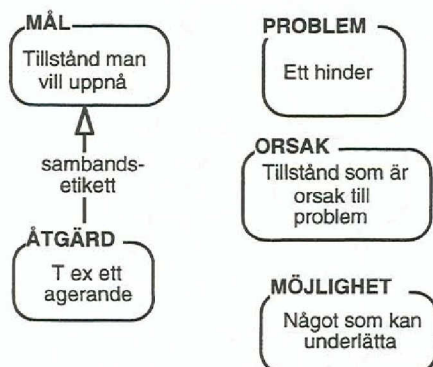 MÅL
Tillstånd man
vill uppnå
sambands-
etikett
ÅTGÄRD
T ex ett
agerande
PROBLEM
Ett hinder
ORSAK
Tillstånd som är
orsak till
problem
MÖJLIGHET
Något som kan
underlätta